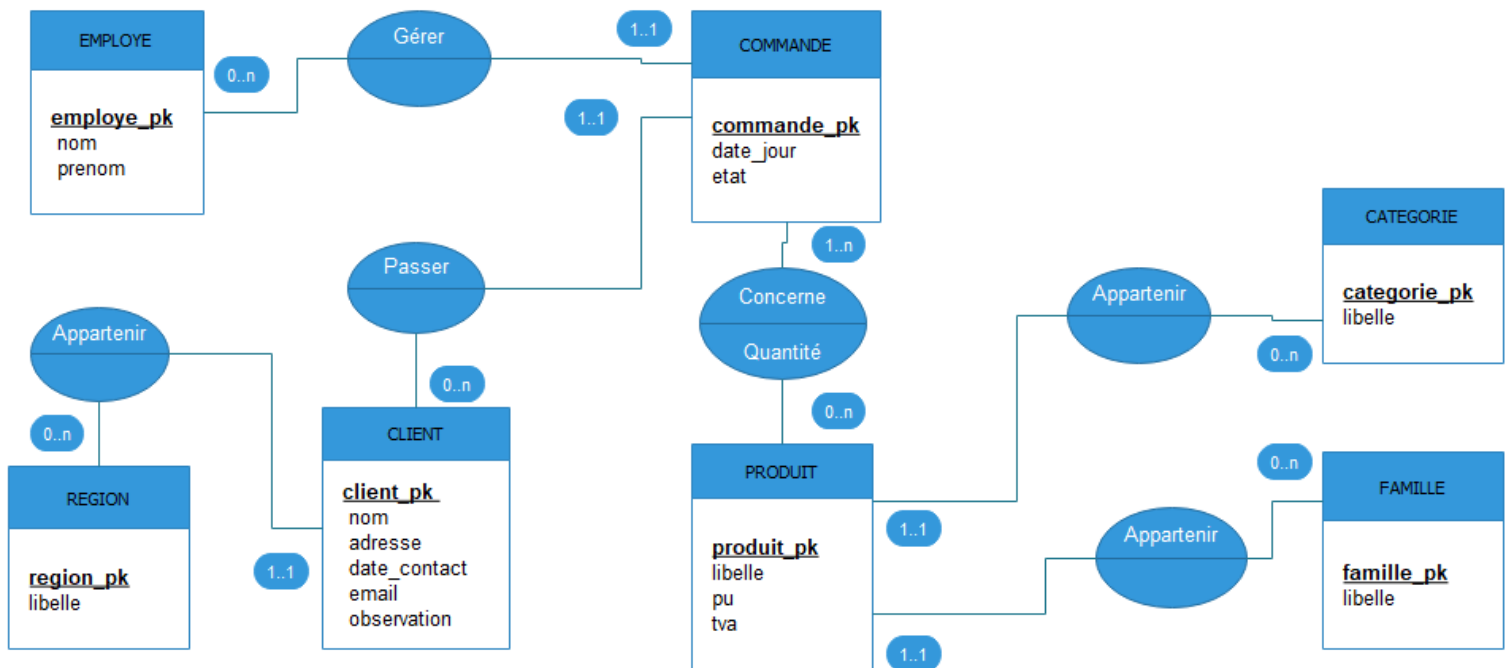 EMPLOYE
employe_pk
nom
prenom
0..n
Gérer
1..1
COMMANDE
commande_pk
date_jour
etat
1..1
Passer
0..n
1..n
Concerne
Quantité
0..n
Appartenir
0..n
REGION
region_pk
libelle
1..1
CLIENT
client_pk
nom
adresse
date_contact
email
observation
PRODUIT
produit_pk
libelle
pu
tva
1..1
Appartenir
0..n
CATEGORIE
categorie_pk
libelle
1..1
Appartenir
0..n
FAMILLE
famille_pk
libelle